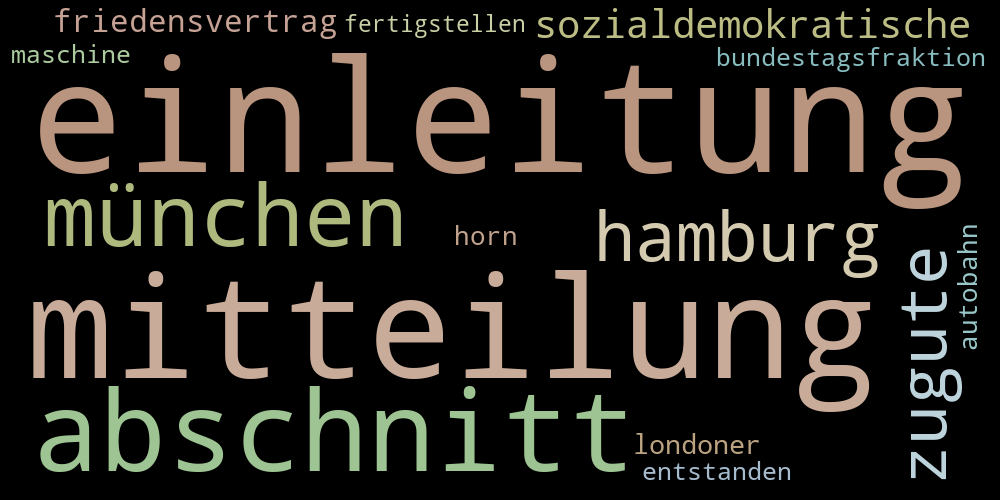 friedensvertrag fertigstellen sozialdemokratische
maschine bundestagsfraktion
einleitung
münchen horn hamburg
mitteilung zugute autobahn
abschnitt londoner
entstanden